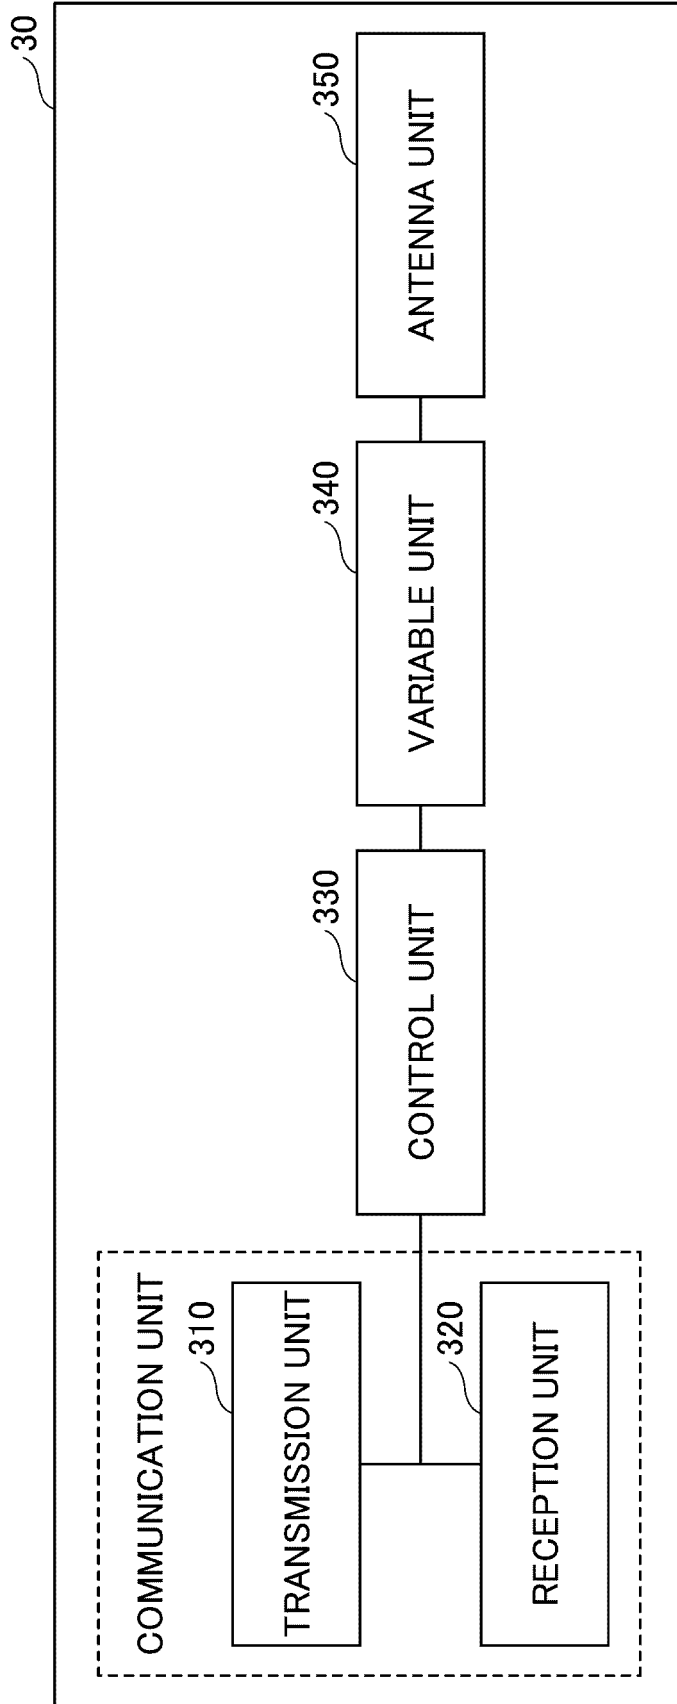 30
COMMUNICATION UNIT
310
TRANSMISSION UNIT
320
RECEPTION UNIT
330
CONTROL UNIT
340
VARIABLE UNIT
350
ANTENNA UNIT